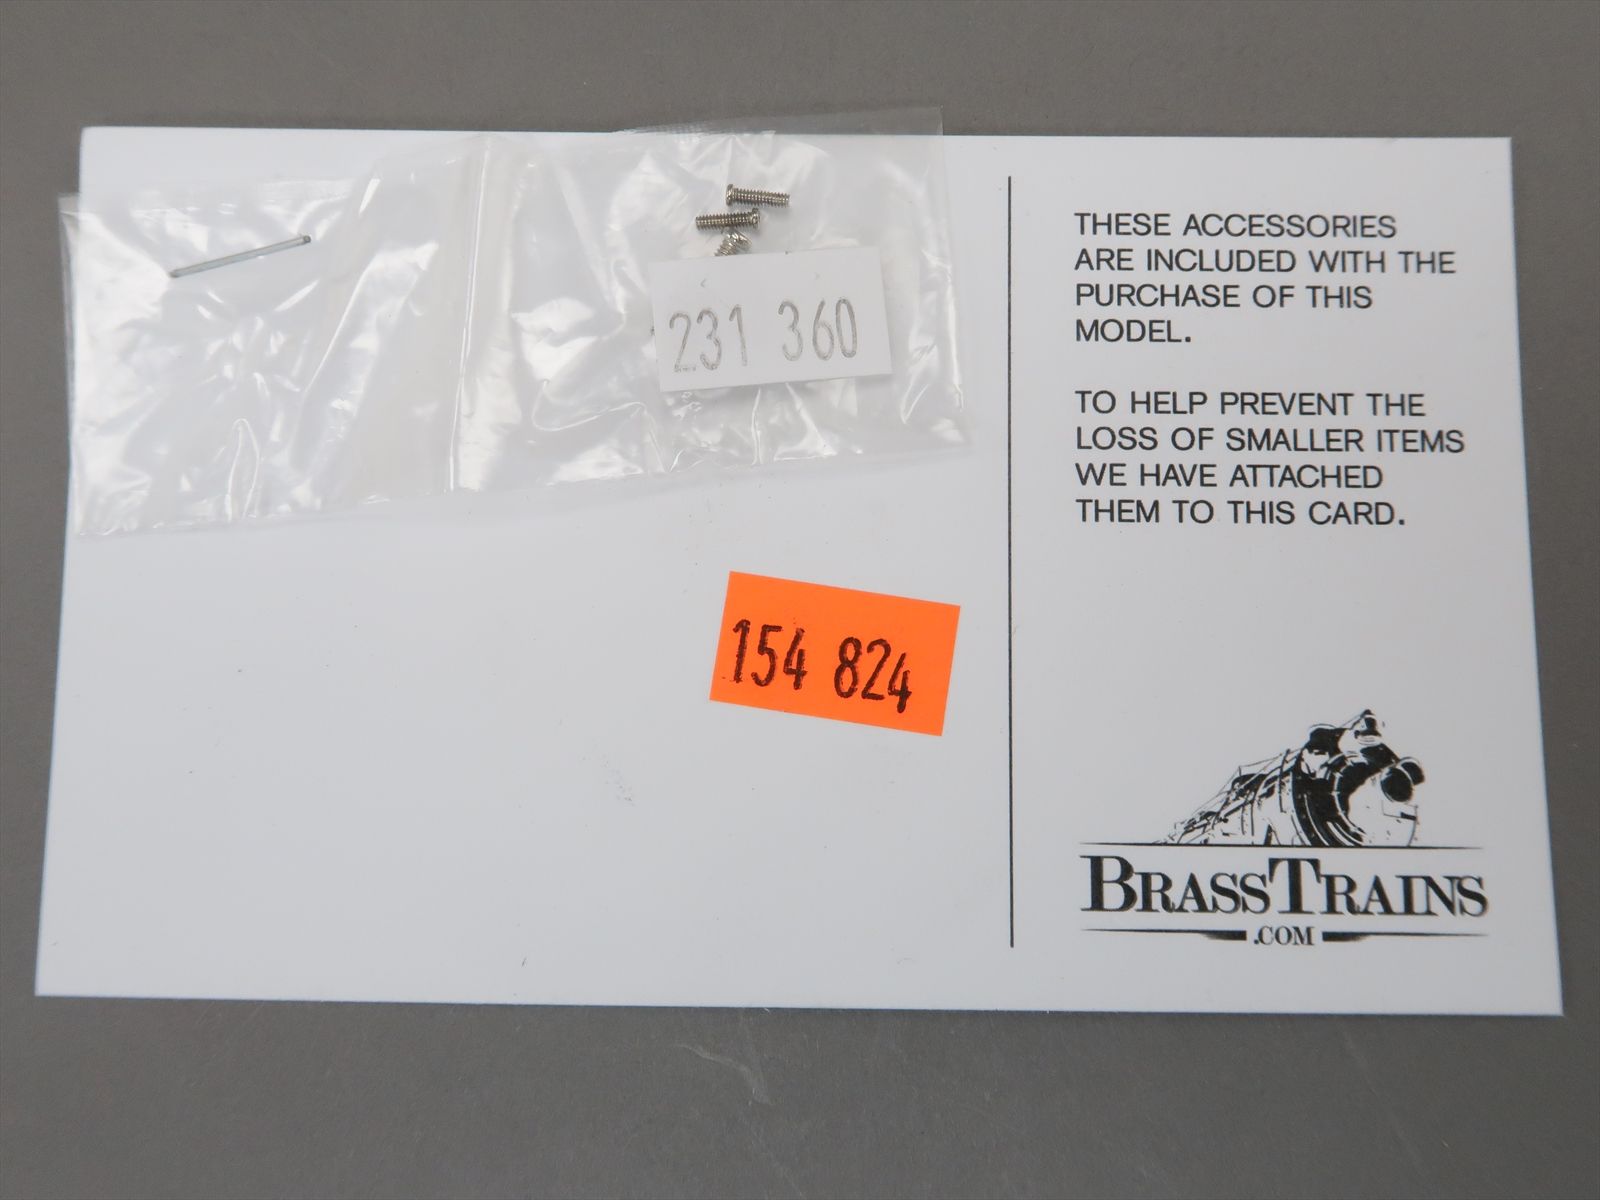 231 360
154 824
THESE ACCESSORIES
ARE INCLUDED WITH THE
PURCHASE OF THIS
MODEL.
TO HELP PREVENT THE
LOSS OF SMALLER ITEMS
WE HAVE ATTACHED
THEM TO THIS CARD.
BRASSTRAINS
.COM